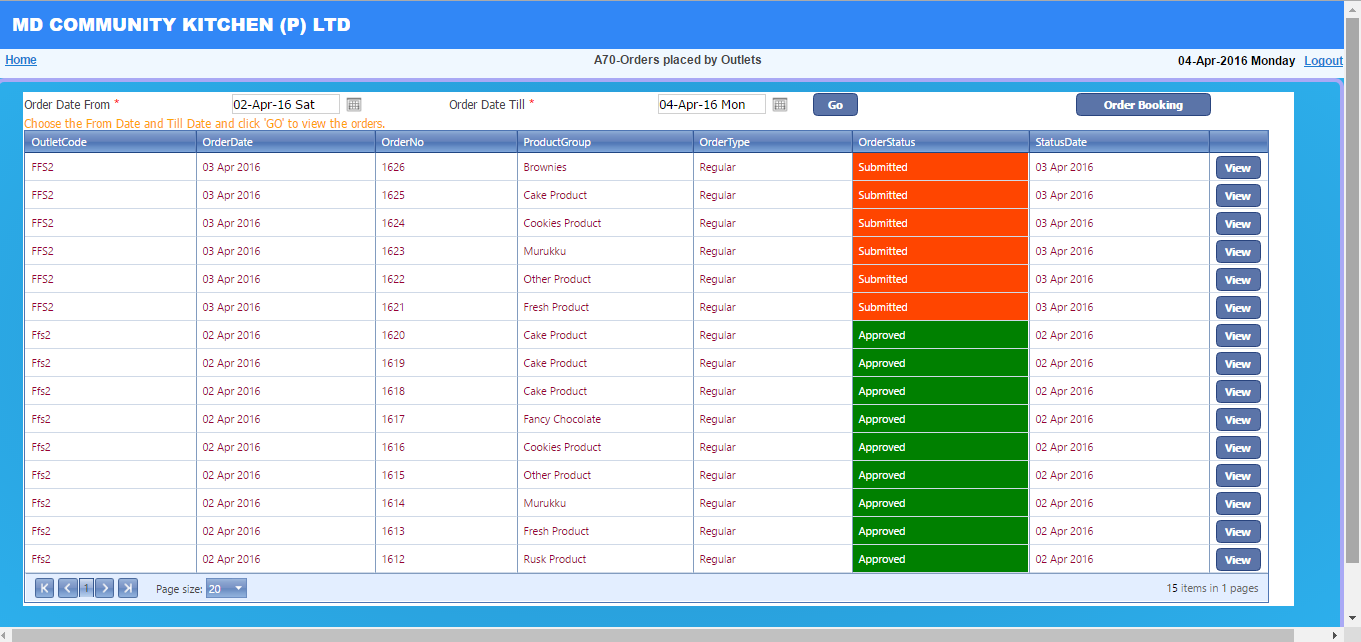 MD COMMUNITY KITCHEN (P) LTD
Home A70-Orders placed by Outlets 04-Apr-2016 Monday Logout
Order Date From * 02-Apr-16 Sat Order Date Till * 04-Apr-16 Mon Go Order Booking
Choose the From Date and Till Date and click 'GO' to view the orders.
OutletCode OrderDate OrderNo ProductGroup OrderType OrderStatus StatusDate
FFS2 03 Apr 2016 1626 Brownies Regular Submitted 03 Apr 2016 View
FFS2 03 Apr 2016 1625 Cake Product Regular Submitted 03 Apr 2016 View
FFS2 03 Apr 2016 1624 Cookies Product Regular Submitted 03 Apr 2016 View
FFS2 03 Apr 2016 1623 Murukku Regular Submitted 03 Apr 2016 View
FFS2 03 Apr 2016 1622 Other Product Regular Submitted 03 Apr 2016 View
FFS2 03 Apr 2016 1621 Fresh Product Regular Submitted 03 Apr 2016 View
Ffs2 02 Apr 2016 1620 Cake Product Regular Approved 02 Apr 2016 View
Ffs2 02 Apr 2016 1619 Cake Product Regular Approved 02 Apr 2016 View
Ffs2 02 Apr 2016 1618 Cake Product Regular Approved 02 Apr 2016 View
Ffs2 02 Apr 2016 1617 Fancy Chocolate Regular Approved 02 Apr 2016 View
Ffs2 02 Apr 2016 1616 Cookies Product Regular Approved 02 Apr 2016 View
Ffs2 02 Apr 2016 1615 Other Product Regular Approved 02 Apr 2016 View
Ffs2 02 Apr 2016 1614 Murukku Regular Approved 02 Apr 2016 View
Ffs2 02 Apr 2016 1613 Fresh Product Regular Approved 02 Apr 2016 View
Ffs2 02 Apr 2016 1612 Rusk Product Regular Approved 02 Apr 2016 View
1 Page size: 20 15 items in 1 pages